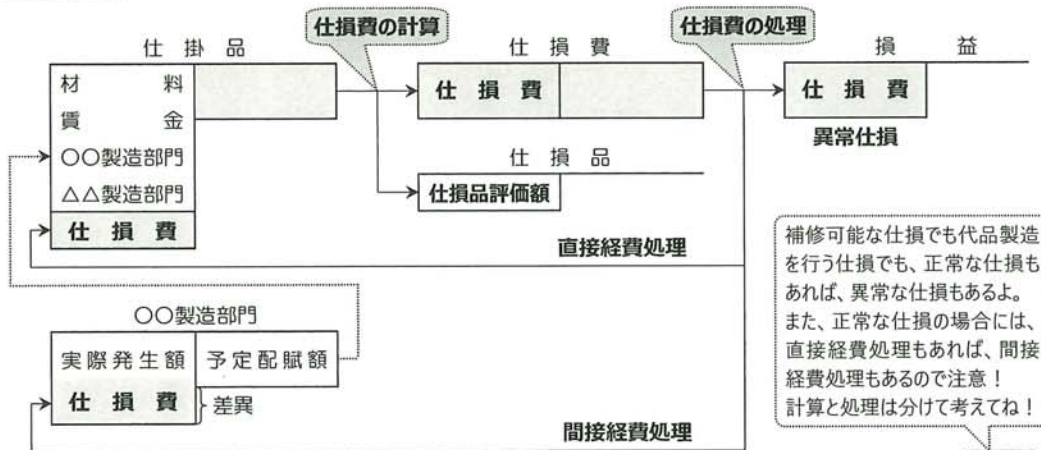 仕損費の計算
仕損費の処理
仕掛品
仕損費
損益
材料
仕損費
仕損費
賃金
異常仕損
〇〇製造部門
仕損品
△△製造部門
仕損品評価額
仕損費
直接経費処理
〇〇製造部門
実際発生額
予定配賦額
仕損費
差異
間接経費処理
補修可能な仕損でも代品製造
を行う仕損でも、正常な仕損も
あれば、異常な仕損もあるよ。
また、正常な仕損の場合には、
直接経費処理もあれば、間接
経費処理もあるので注意!
計算と処理は分けて考えてね!